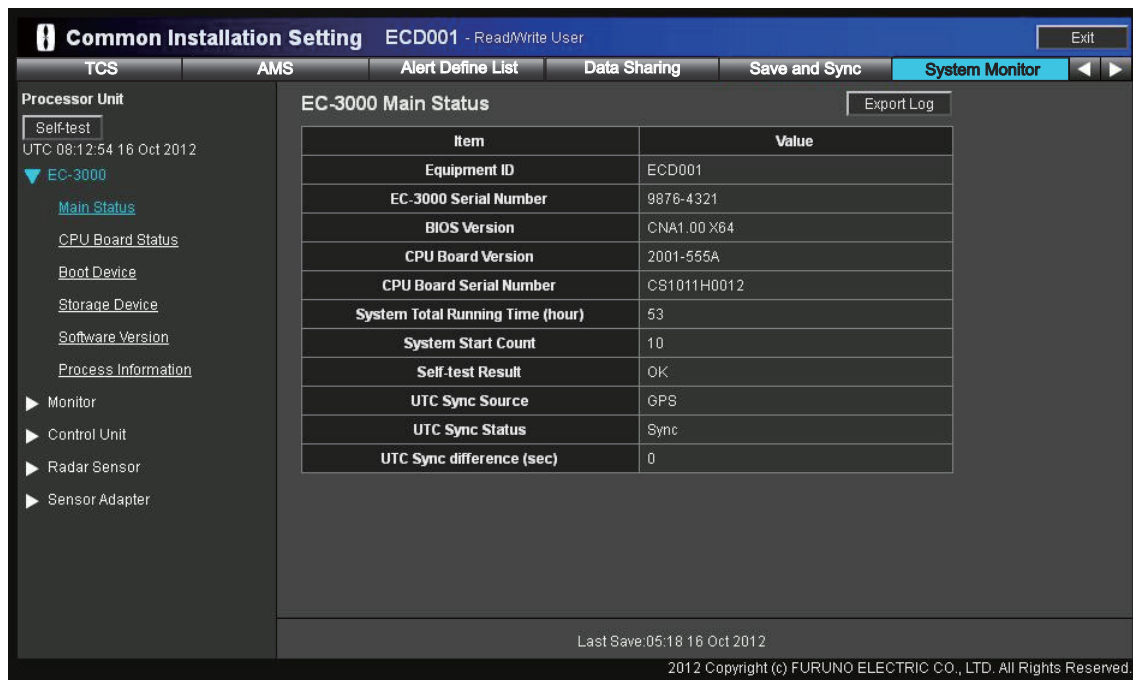 Common Installation Setting ECD001 - Read/Write User Exit
TCS AMS Alert Define List Data Sharing Save and Sync System Monitor
Processor Unit
Self-test
UTC 08:12:54 16 Oct 2012
EC-3000
Main Status
CPU Board Status
Boot Device
Storage Device
Software Version
Process Information
Monitor
Control Unit
Radar Sensor
Sensor Adapter
EC-3000 Main Status Export Log
Item Value
Equipment ID ECD001
EC-3000 Serial Number 9876-4321
BIOS Version CNA1.00 X64
CPU Board Version 2001-555A
CPU Board Serial Number CS1011H0012
System Total Running Time (hour) 53
System Start Count 10
Self-test Result OK
UTC Sync Source GPS
UTC Sync Status Sync
UTC Sync difference (sec) 0
Last Save:05:18 16 Oct 2012
2012 Copyright (c) FURUNO ELECTRIC CO., LTD. All Rights Reserved.